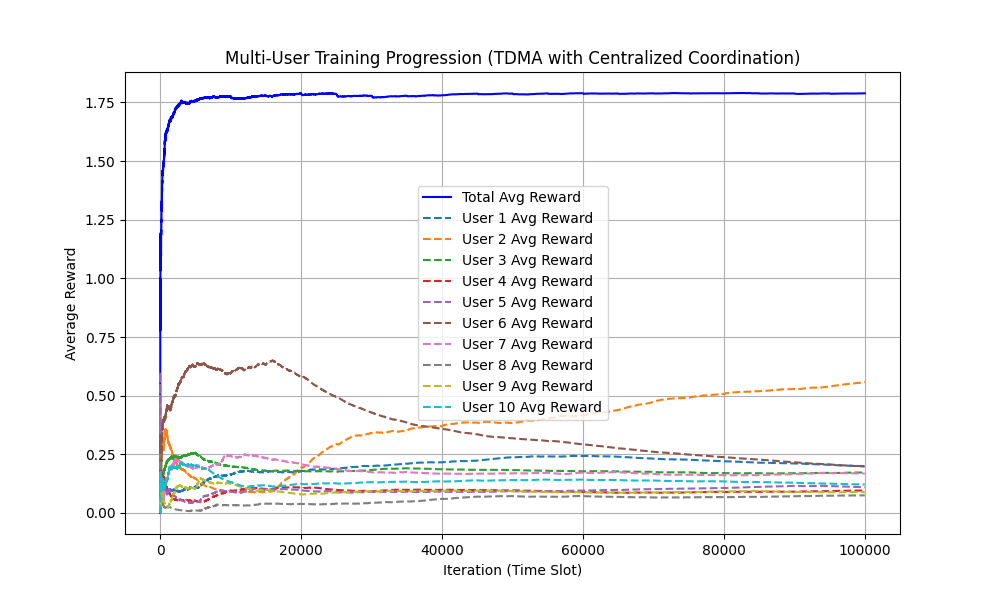 Multi-User Training Progression (TDMA with Centralized Coordination)
Average Reward
1.75
1.50
1.25
1.00
0.75
0.50
0.25
0.00
Total Avg Reward
User 1 Avg Reward
User 2 Avg Reward
User 3 Avg Reward
User 4 Avg Reward
User 5 Avg Reward
User 6 Avg Reward
User 7 Avg Reward
User 8 Avg Reward
User 9 Avg Reward
User 10 Avg Reward
0 20000 40000 60000 80000 100000
Iteration (Time Slot)